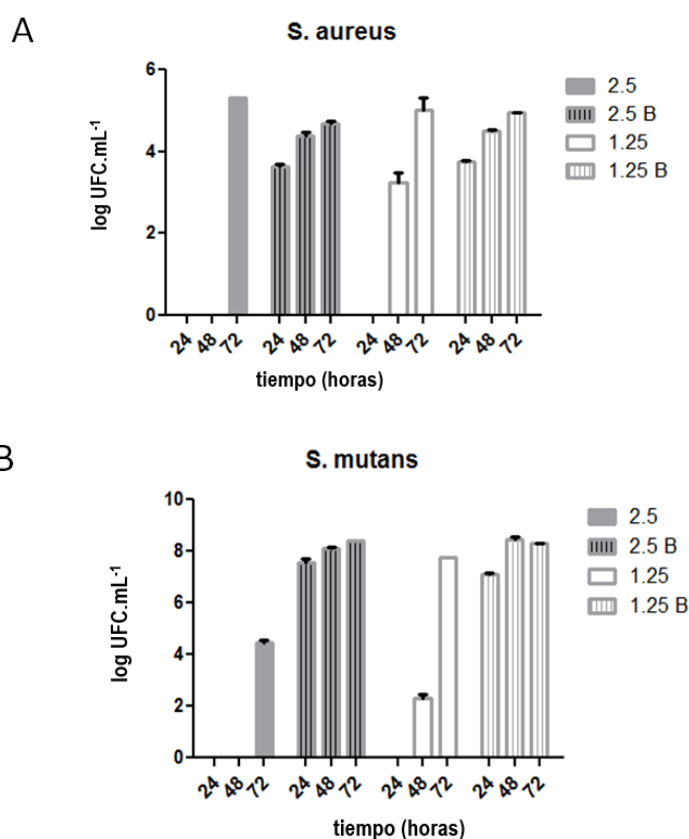 A
S. aureus
6
4
2
0
log UFC.mL-1
24 48 72 24 48 72 24 48 72 24 48 72
tiempo (horas)
2.5
2.5 B
1.25
1.25 B
B
S. mutans
10
8
6
4
2
0
log UFC.mL-1
24 48 72 24 48 72 24 48 72 24 48 72
tiempo (horas)
2.5
2.5 B
1.25
1.25 B